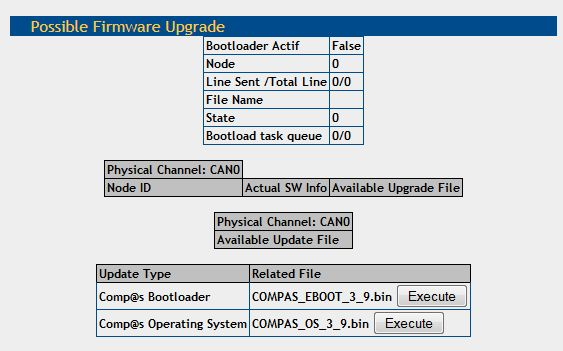 Possible Firmware Upgrade
Bootloader Actif False
Node 0
Line Sent /Total Line 0/0
File Name
State 0
Bootload task queue 0/0
Physical Channel: CAN0
Node ID Actual SW Info Available Upgrade File
Physical Channel: CAN0
Available Update File
Update Type Related File
Comp@s Bootloader COMPAS_EBOOT_3_9.bin Execute
Comp@s Operating System COMPAS_OS_3_9.bin Execute